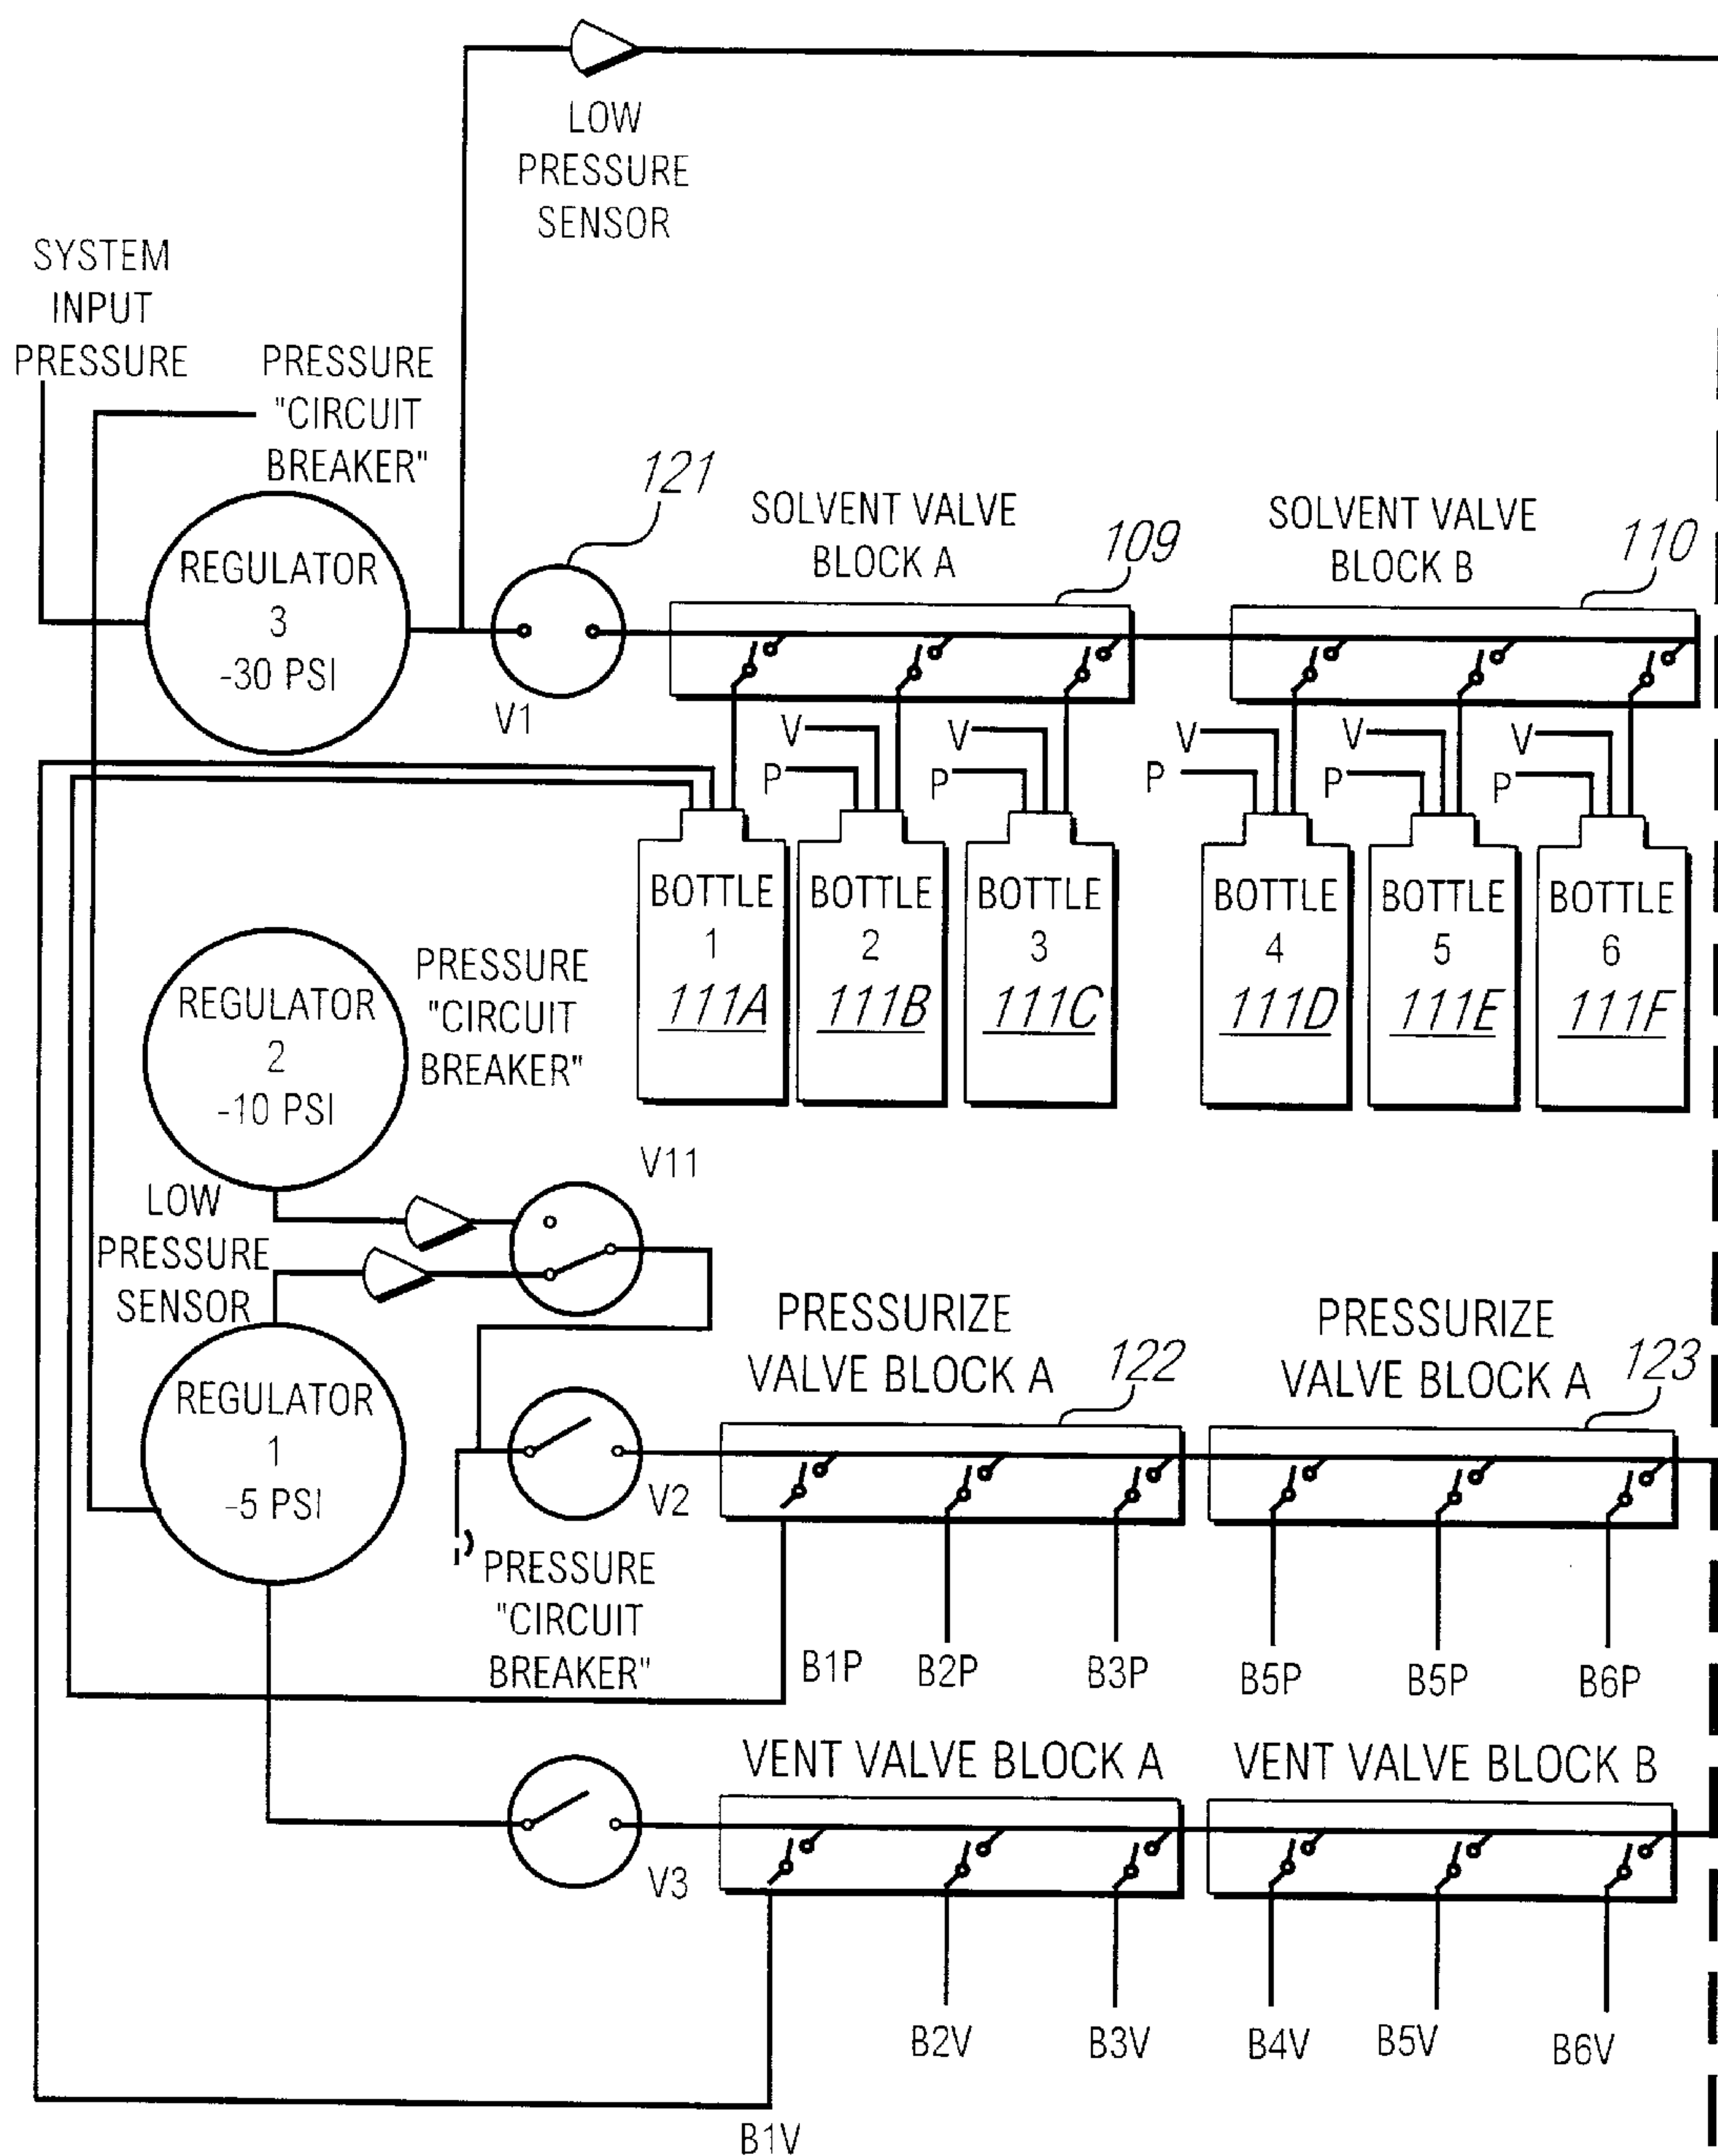 LOW
PRESSURE
SENSOR
SYSTEM
INPUT
PRESSURE
PRESSURE
"CIRCUIT
BREAKER"
121
SOLVENT VALVE
BLOCK A
109
SOLVENT VALVE
BLOCK B
110
REGULATOR
3
-30 PSI
V1
V
P
V
P
V
P
V
P
V
P
BOTTLE
1
111A
BOTTLE
2
111B
BOTTLE
3
111C
BOTTLE
4
111D
BOTTLE
5
111E
BOTTLE
6
111F
REGULATOR
2
-10 PSI
PRESSURE
"CIRCUIT
BREAKER"
V11
LOW
PRESSURE
SENSOR
REGULATOR
1
-5 PSI
PRESSURIZE
VALVE BLOCK A
122
PRESSURIZE
VALVE BLOCK A
123
V2
PRESSURE
"CIRCUIT
BREAKER"
B1P
B2P
B3P
B5P
B5P
B6P
VENT VALVE BLOCK A
VENT VALVE BLOCK B
V3
B2V
B3V
B4V
B5V
B6V
B1V